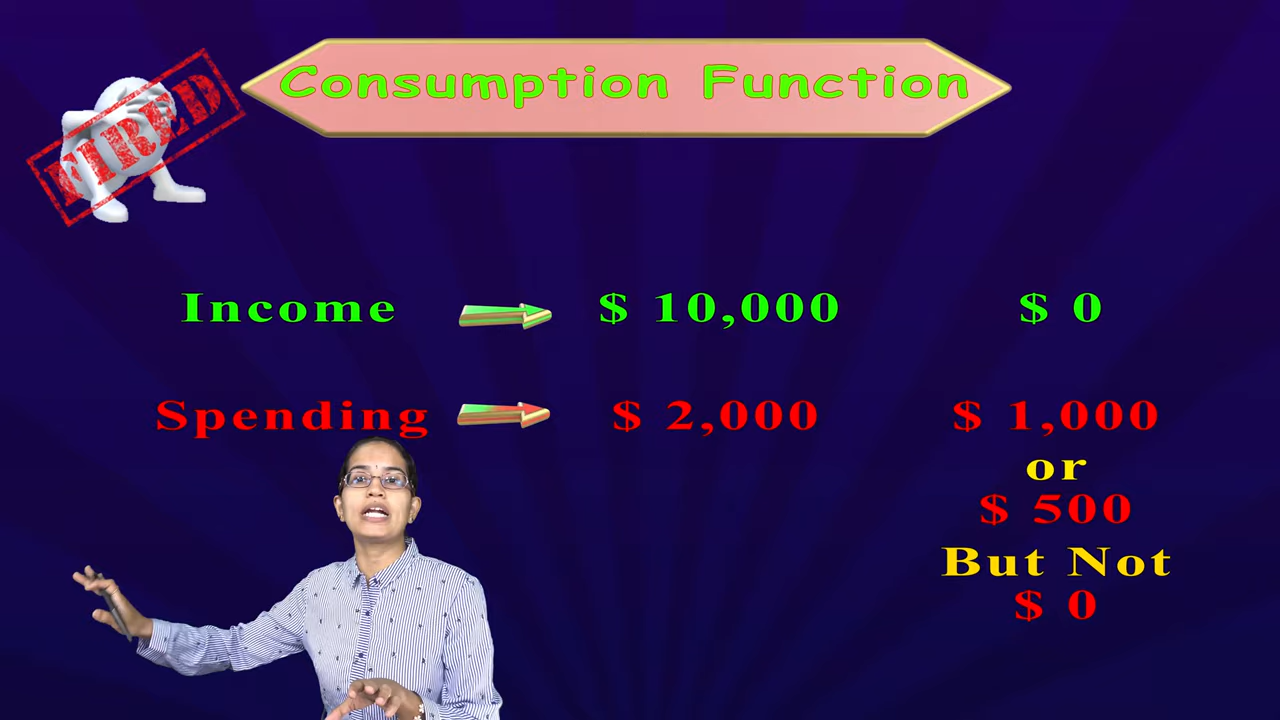 Consumption Function
FIRED
Income $ 10,000 $ 0
Spending $ 2,000 $ 1,000
or
$ 500
But Not
$ 0